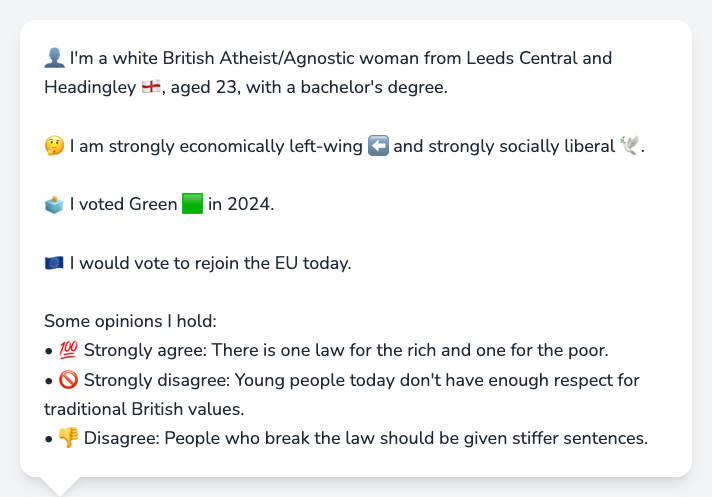 👤 I'm a white British Atheist/Agnostic woman from Leeds Central and
Headingley 🏴󠁧󠁢󠁥󠁮󠁧󠁿, aged 23, with a bachelor's degree.
🤔 I am strongly economically left-wing ⬅️ and strongly socially liberal 🕊️.
🗳️ I voted Green 🟩 in 2024.
🇪🇺 I would vote to rejoin the EU today.
Some opinions I hold:
• 💯 Strongly agree: There is one law for the rich and one for the poor.
• 🚫 Strongly disagree: Young people today don't have enough respect for
traditional British values.
• 👎 Disagree: People who break the law should be given stiffer sentences.